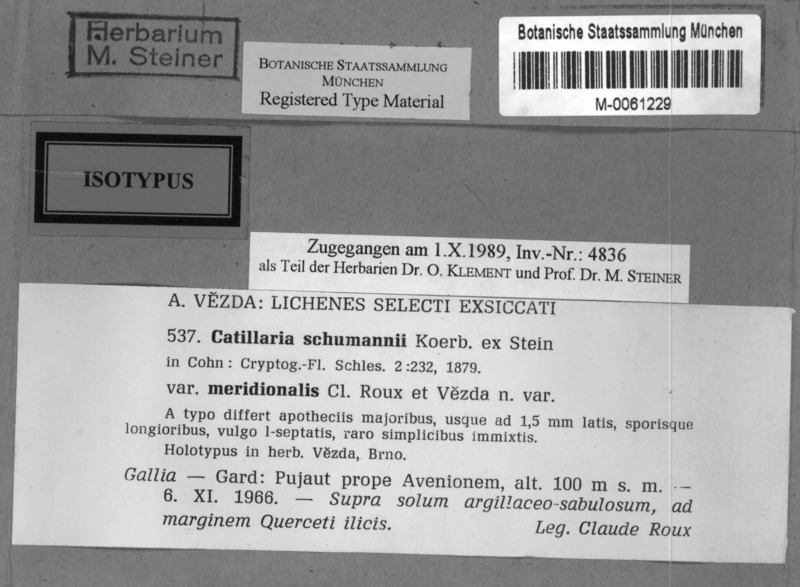 Herbarium
M. Steiner
BOTANISCHE STAATSSAMMLUNG
MÜNCHEN
Registered Type Material
Botanische Staatssammlung München
M-0061229
ISOTYPUS
Zugegangen am 1.X.1989, Inv.-Nr.: 4836
als Teil der Herbarien Dr. O. KLEMENT und Prof. Dr. M. STEINER
A. VĚZDA: LICHENES SELECTI EXSICCATI
537. Catillaria schumannii Koerb. ex Stein
in Cohn: Cryptog.-Fl. Schles. 2:232, 1879.
var. meridionalis Cl. Roux et Vězda n. var.
A typo differt apotheciis majoribus, usque ad 1,5 mm latis, sporisque
longioribus, vulgo l-septatis, raro simplicibus immixtis.
Holotypus in herb. Vězda, Brno.
Gallia — Gard: Pujaut prope Avenionem, alt. 100 m s. m. —
6. XI. 1966. — Supra solum argillaceo-sabulosum, ad
marginem Querceti ilicis. Leg. Claude Roux